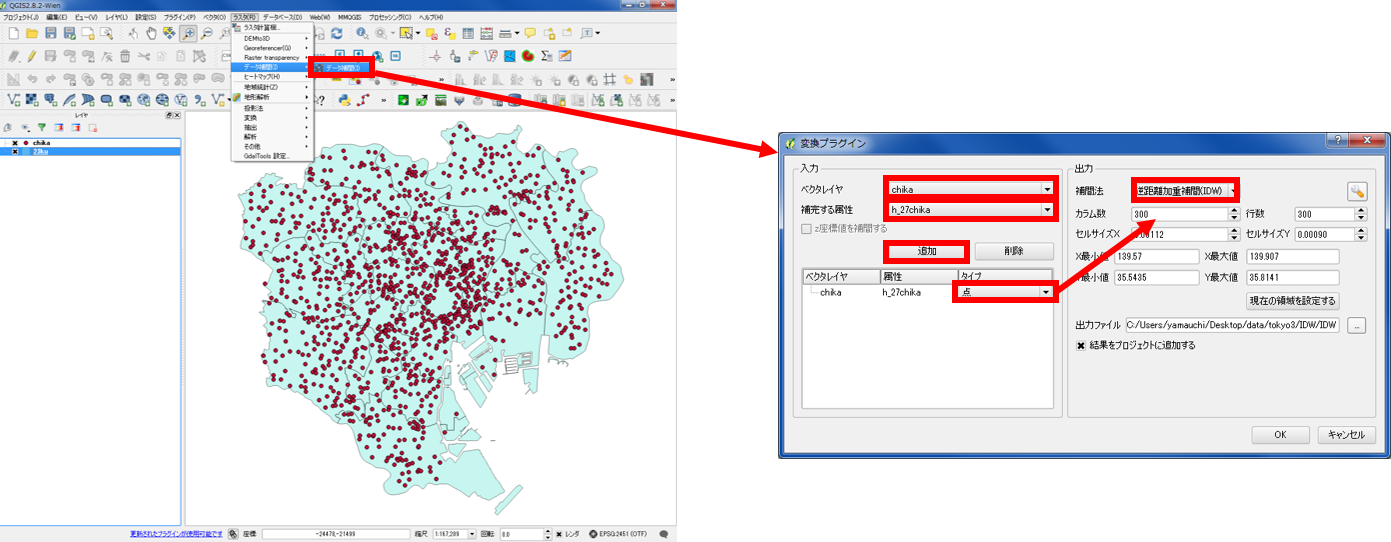 QGIS2.8.2-Wien
プロジェクト(J) 編集(E) ビュー(V) レイヤ(L) 設定(S) プラグイン(P) ベクタ(O) ラスタ(R) データベース(D) Web(W) MMQGIS プロセッシング(C) ヘルプ(H)
ラスタ計算機...
DEMto3D
Georeferencer(G)
Raster transparency
データ補間(I)
データ補間(I)
ヒートマップ(H)
地域統計(Z)
地形解析
投影法
変換
抽出
解析
その他
GdalTools 設定...
レイヤ
chika
23ku
更新されたプラグインが使用可能です
座標:
-24478,-21499
縮尺
1:167,289
回転:
0.0
レンダ
EPSG:2451 (OTF)
変換プラグイン
入力
ベクタレイヤ
chika
補完する属性
h_27chika
z座標値を補間する
追加
削除
ベクタレイヤ 属性 タイプ
chika h_27chika 点
出力
補間法
逆距離加重補間(IDW)
カラム数 300 行数 300
セルサイズX 0.00112 セルサイズY 0.00090
X最小値 139.57 X最大値 139.907
最小値 35.5435 Y最大値 35.8141
現在の領域を設定する
出力ファイル C:/Users/yamauchi/Desktop/data/tokyo3/IDW/IDW ...
結果をプロジェクトに追加する
OK キャンセル